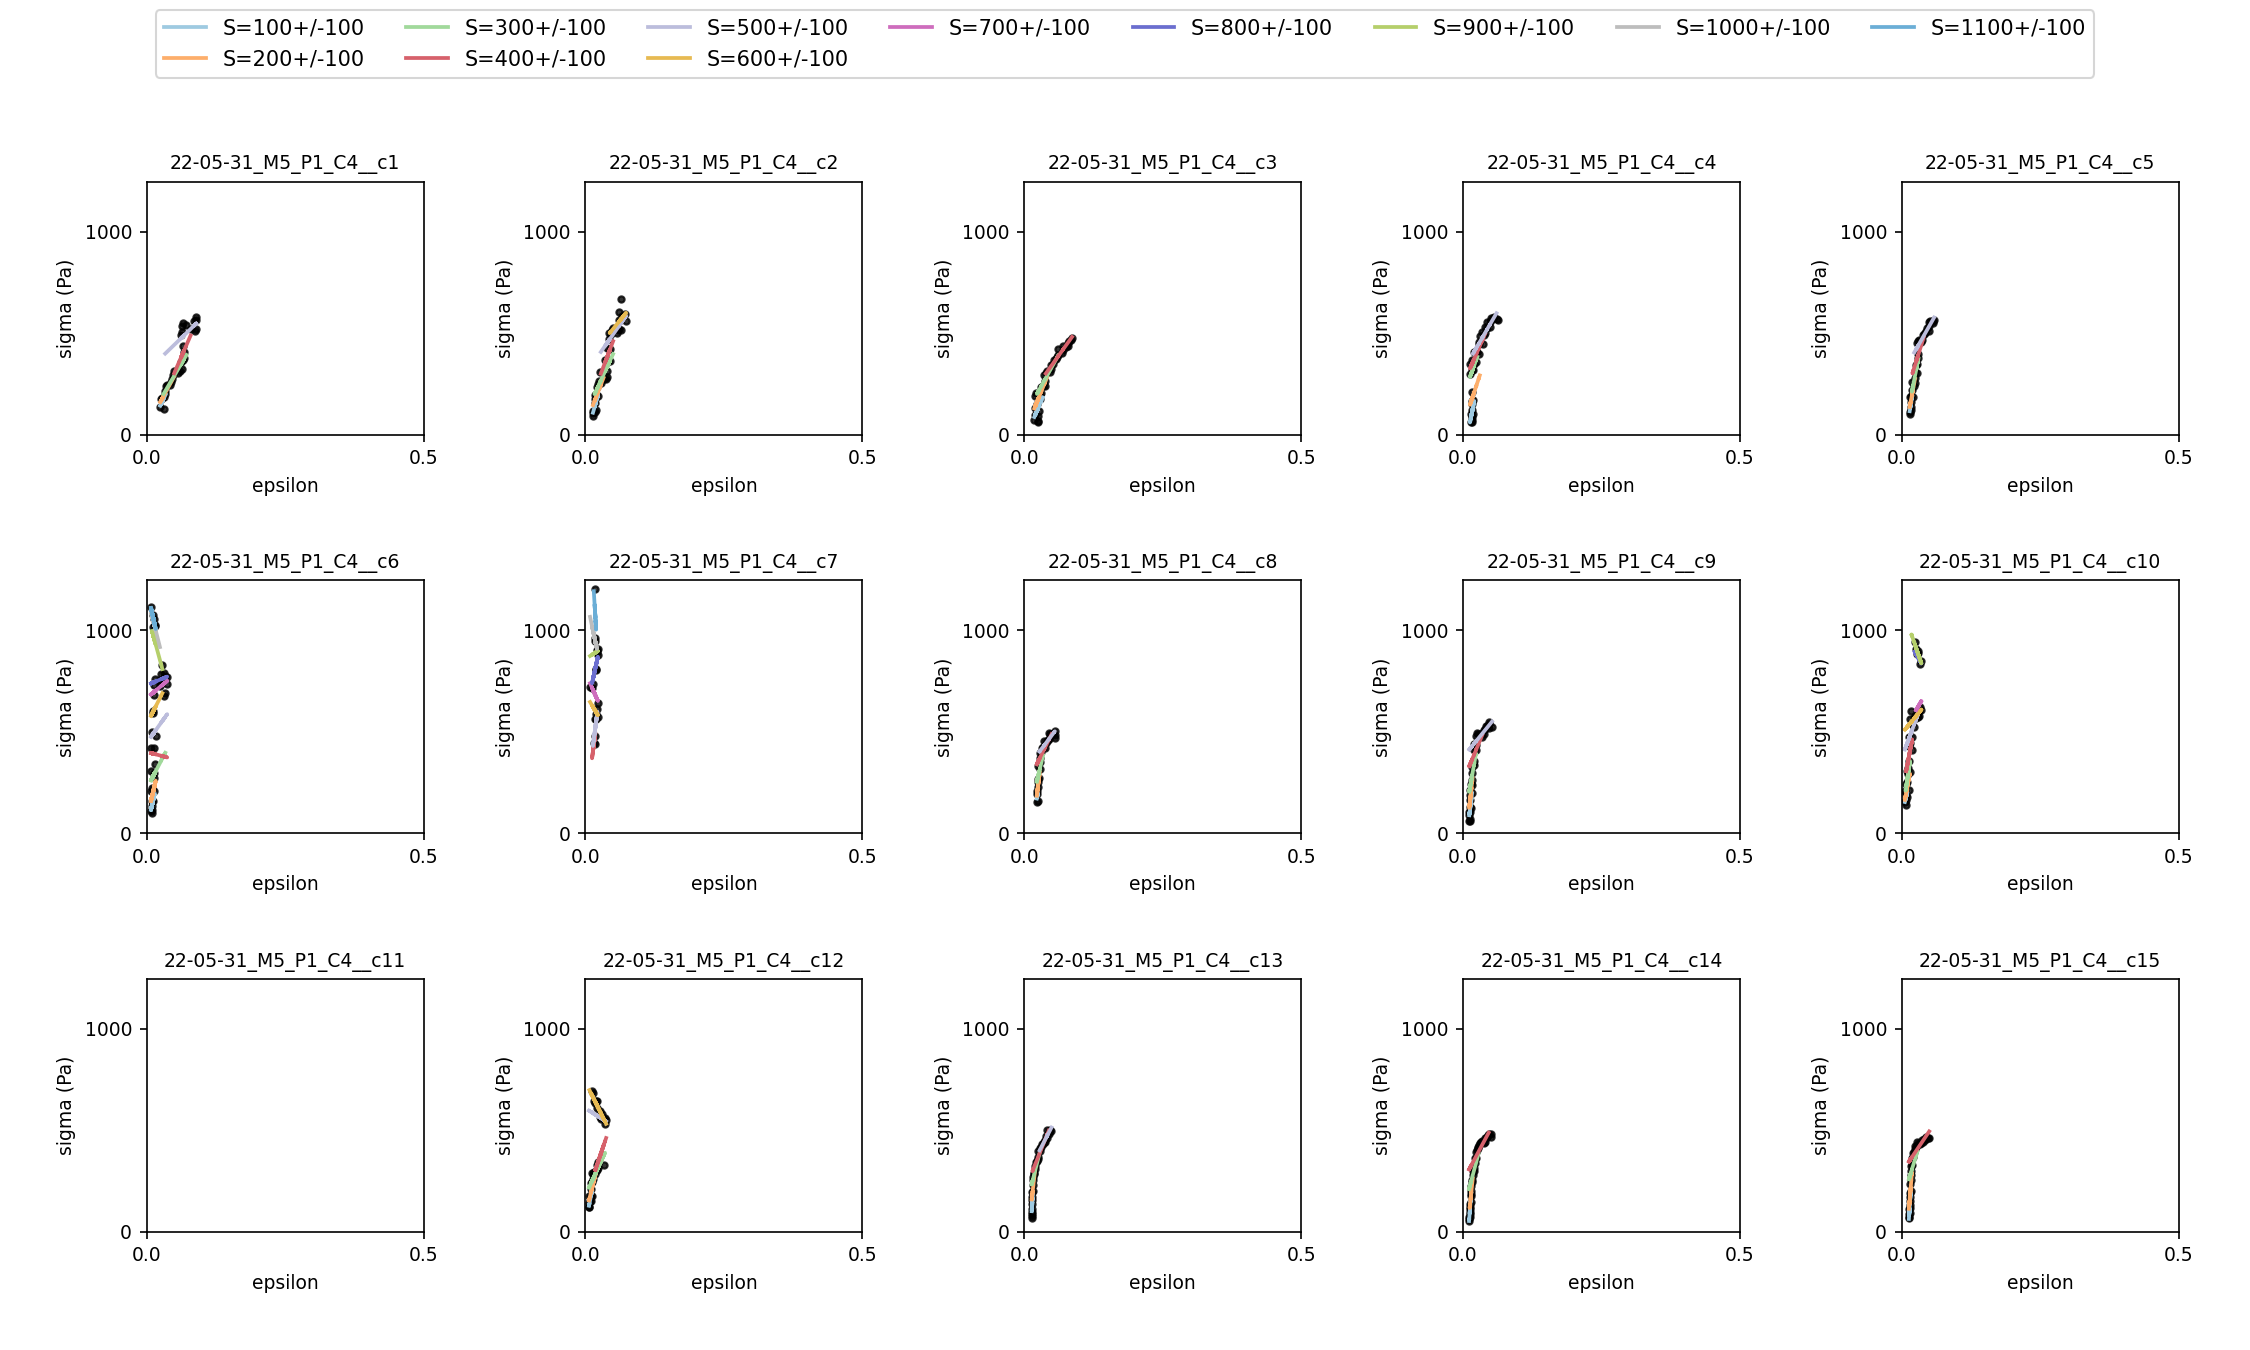 S=100+/-100 S=300+/-100 S=500+/-100 S=700+/-100 S=800+/-100 S=900+/-100 S=1000+/-100 S=1100+/-100
S=200+/-100 S=400+/-100 S=600+/-100
22-05-31_M5_P1_C4__c1 22-05-31_M5_P1_C4__c2 22-05-31_M5_P1_C4__c3 22-05-31_M5_P1_C4__c4 22-05-31_M5_P1_C4__c5
1000 1000 1000 1000 1000
sigma (Pa) sigma (Pa) sigma (Pa) sigma (Pa) sigma (Pa)
0 0 0 0 0
0.0 0.5 0.0 0.5 0.0 0.5 0.0 0.5 0.0 0.5
epsilon epsilon epsilon epsilon epsilon
22-05-31_M5_P1_C4__c6 22-05-31_M5_P1_C4__c7 22-05-31_M5_P1_C4__c8 22-05-31_M5_P1_C4__c9 22-05-31_M5_P1_C4__c10
1000 1000 1000 1000 1000
sigma (Pa) sigma (Pa) sigma (Pa) sigma (Pa) sigma (Pa)
0 0 0 0 0
0.0 0.5 0.0 0.5 0.0 0.5 0.0 0.5 0.0 0.5
epsilon epsilon epsilon epsilon epsilon
22-05-31_M5_P1_C4__c11 22-05-31_M5_P1_C4__c12 22-05-31_M5_P1_C4__c13 22-05-31_M5_P1_C4__c14 22-05-31_M5_P1_C4__c15
1000 1000 1000 1000 1000
sigma (Pa) sigma (Pa) sigma (Pa) sigma (Pa) sigma (Pa)
0 0 0 0 0
0.0 0.5 0.0 0.5 0.0 0.5 0.0 0.5 0.0 0.5
epsilon epsilon epsilon epsilon epsilon